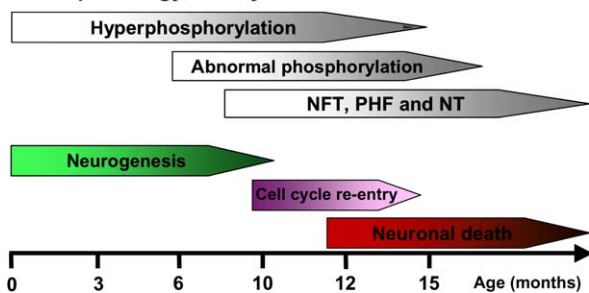 Hyperphosphorylation
Abnormal phosphorylation
NFT, PHF and NT
Neurogenesis
Cell cycle re-entry
Neuronal death
0 3 6 10 12 15 Age (months)